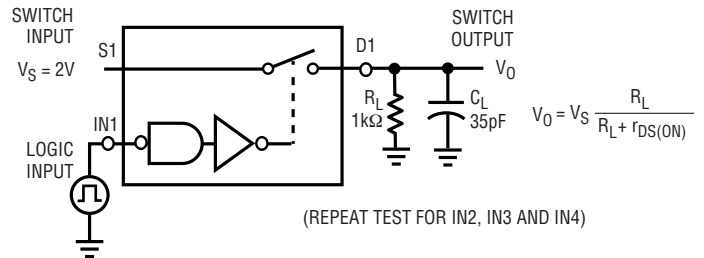 SWITCH
INPUT
V_S = 2V
S1
D1
SWITCH
OUTPUT
V_O
R_L
1kΩ
C_L
35pF
V_O = V_S R_L / R_L + r_DS(ON)
IN1
LOGIC
INPUT
(REPEAT TEST FOR IN2, IN3 AND IN4)